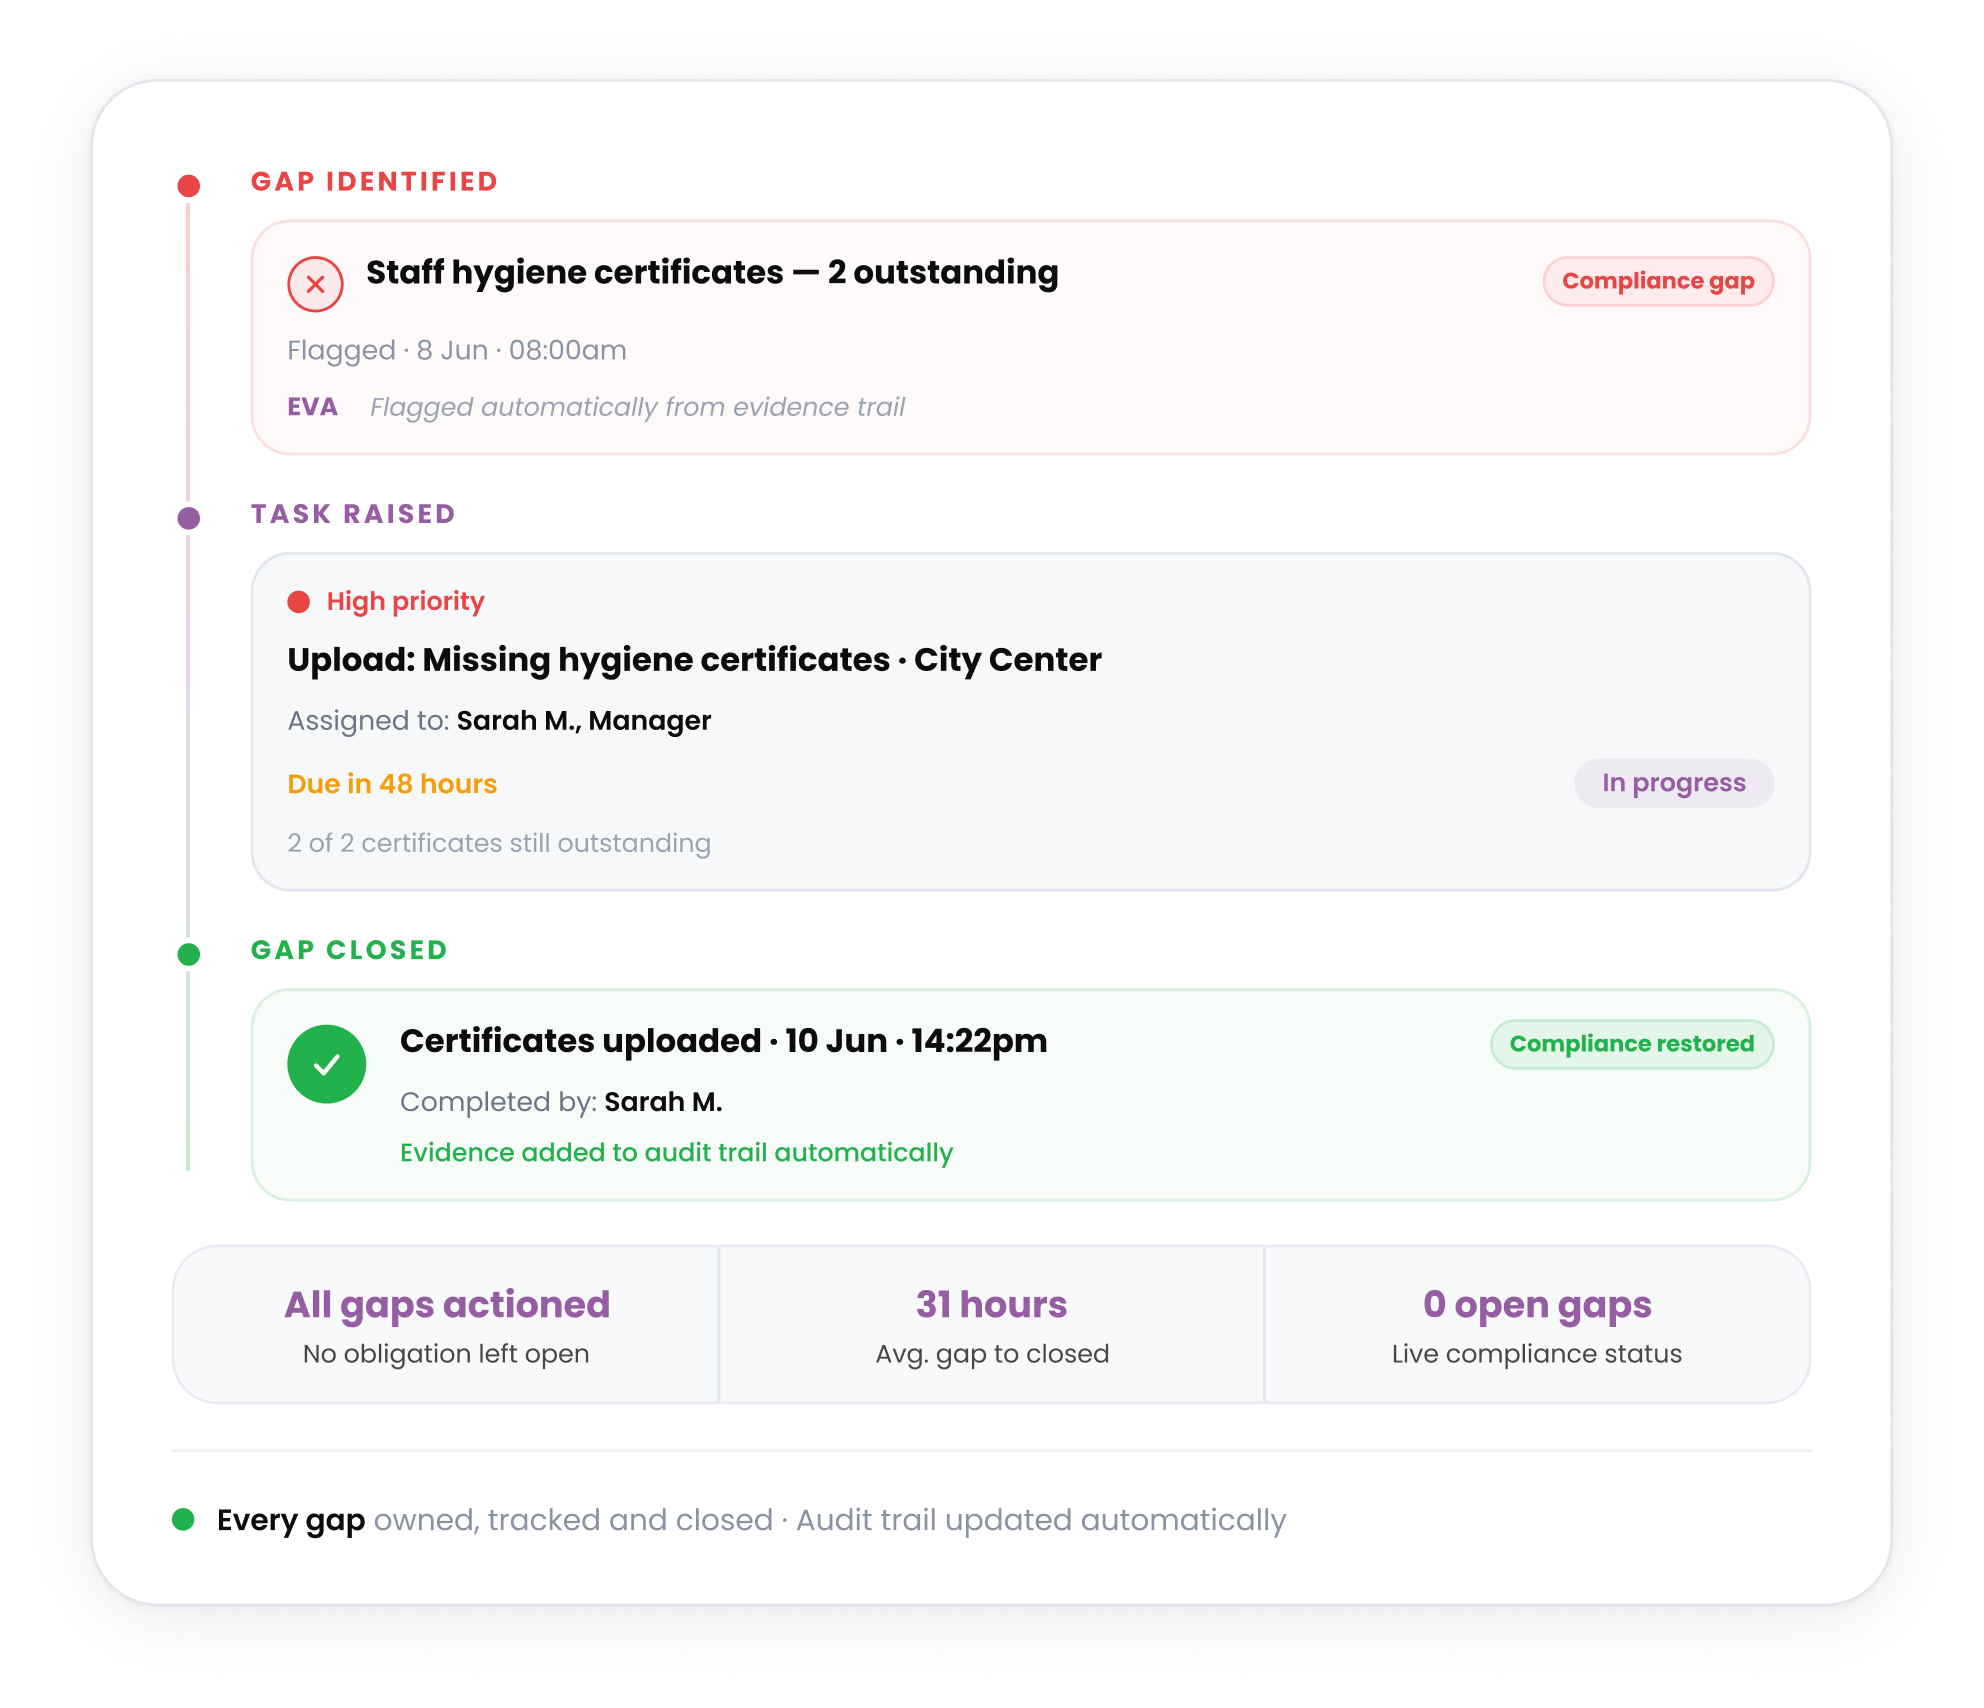 GAP IDENTIFIED
Staff hygiene certificates — 2 outstanding
Compliance gap
Flagged · 8 Jun · 08:00am
EVA Flagged automatically from evidence trail
TASK RAISED
High priority
Upload: Missing hygiene certificates · City Center
Assigned to: Sarah M., Manager
Due in 48 hours
In progress
2 of 2 certificates still outstanding
GAP CLOSED
Certificates uploaded · 10 Jun · 14:22pm
Compliance restored
Completed by: Sarah M.
Evidence added to audit trail automatically
All gaps actioned
No obligation left open
31 hours
Avg. gap to closed
0 open gaps
Live compliance status
Every gap owned, tracked and closed · Audit trail updated automatically